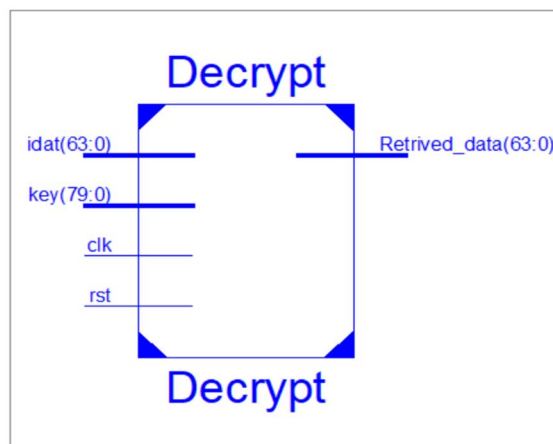 Decrypt
idat(63:0)
Retrived_data(63:0)
key(79:0)
clk
rst
Decrypt